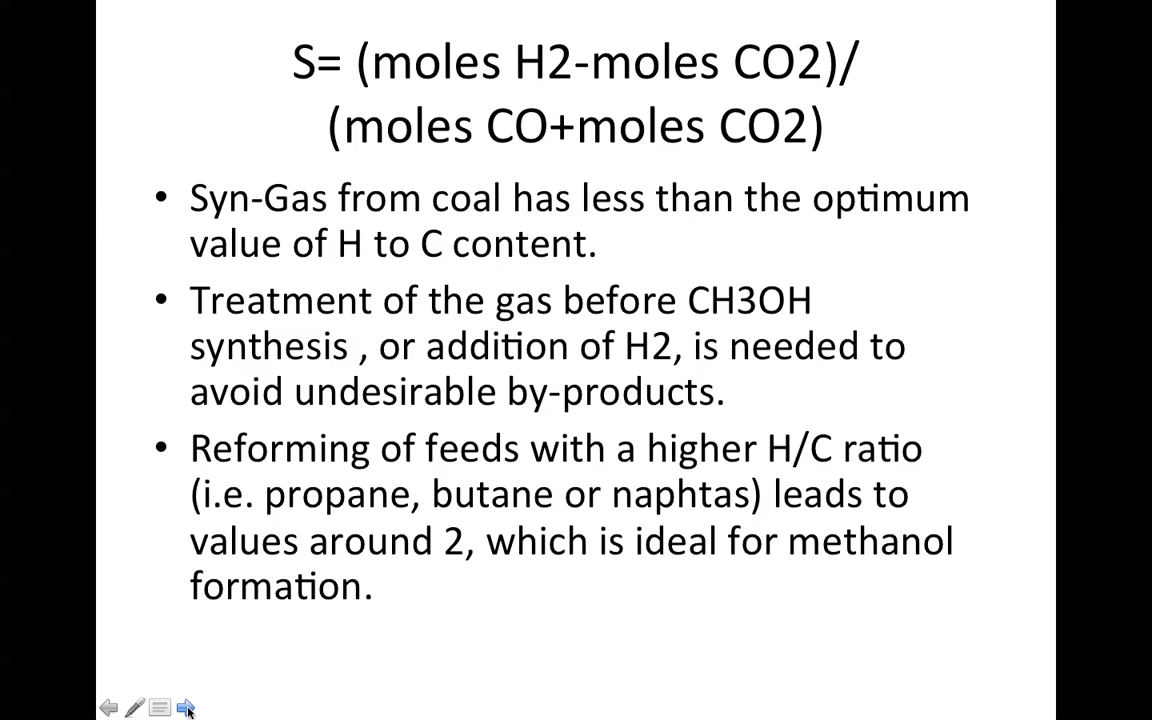 S= (moles H2-moles CO2)/
(moles CO+moles CO2)
• Syn-Gas from coal has less than the optimum
value of H to C content.
• Treatment of the gas before CH3OH
synthesis , or addition of H2, is needed to
avoid undesirable by-products.
• Reforming of feeds with a higher H/C ratio
(i.e. propane, butane or naphtas) leads to
values around 2, which is ideal for methanol
formation.